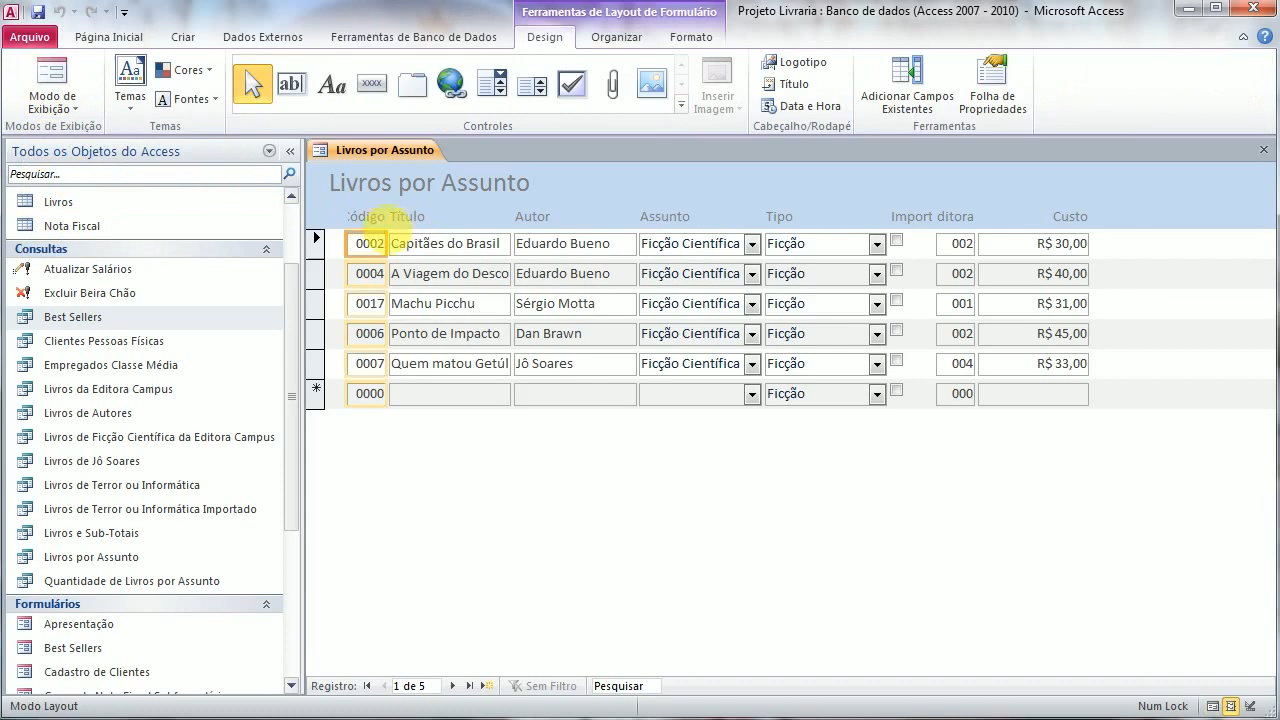 Ferramentas de Layout de Formulário
Projeto Livraria : Banco de dados (Access 2007 - 2010) - Microsoft Access
Arquivo
Página Inicial
Criar
Dados Externos
Ferramentas de Banco de Dados
Design
Organizar
Formato
Modo de Exibição
Modos de Exibição
Temas
Cores
Fontes
Temas
Aa
ab|
Aa
xxxx
Inserir Imagem
Controles
Logotipo
Título
Data e Hora
Cabeçalho/Rodapé
Adicionar Campos Existentes
Folha de Propriedades
Ferramentas
Todos os Objetos do Access
Pesquisar...
Livros
Nota Fiscal
Consultas
Atualizar Salários
Excluir Beira Chão
Best Sellers
Clientes Pessoas Físicas
Empregados Classe Média
Livros da Editora Campus
Livros de Autores
Livros de Ficção Científica da Editora Campus
Livros de Jô Soares
Livros de Terror ou Informática
Livros de Terror ou Informática Importado
Livros e Sub-Totais
Livros por Assunto
Quantidade de Livros por Assunto
Formulários
Apresentação
Best Sellers
Cadastro de Clientes
Livros por Assunto
Livros por Assunto
ódigo Título Autor Assunto Tipo Import ditora Custo
0002 Capitães do Brasil Eduardo Bueno Ficção Científica Ficção 002 R$ 30,00
0004 A Viagem do Desco Eduardo Bueno Ficção Científica Ficção 002 R$ 40,00
0017 Machu Picchu Sérgio Motta Ficção Científica Ficção 001 R$ 31,00
0006 Ponto de Impacto Dan Brawn Ficção Científica Ficção 002 R$ 45,00
0007 Quem matou Getúl Jô Soares Ficção Científica Ficção 004 R$ 33,00
0000 Ficção 000
Registro: 1 de 5 Sem Filtro Pesquisar
Modo Layout
Num Lock